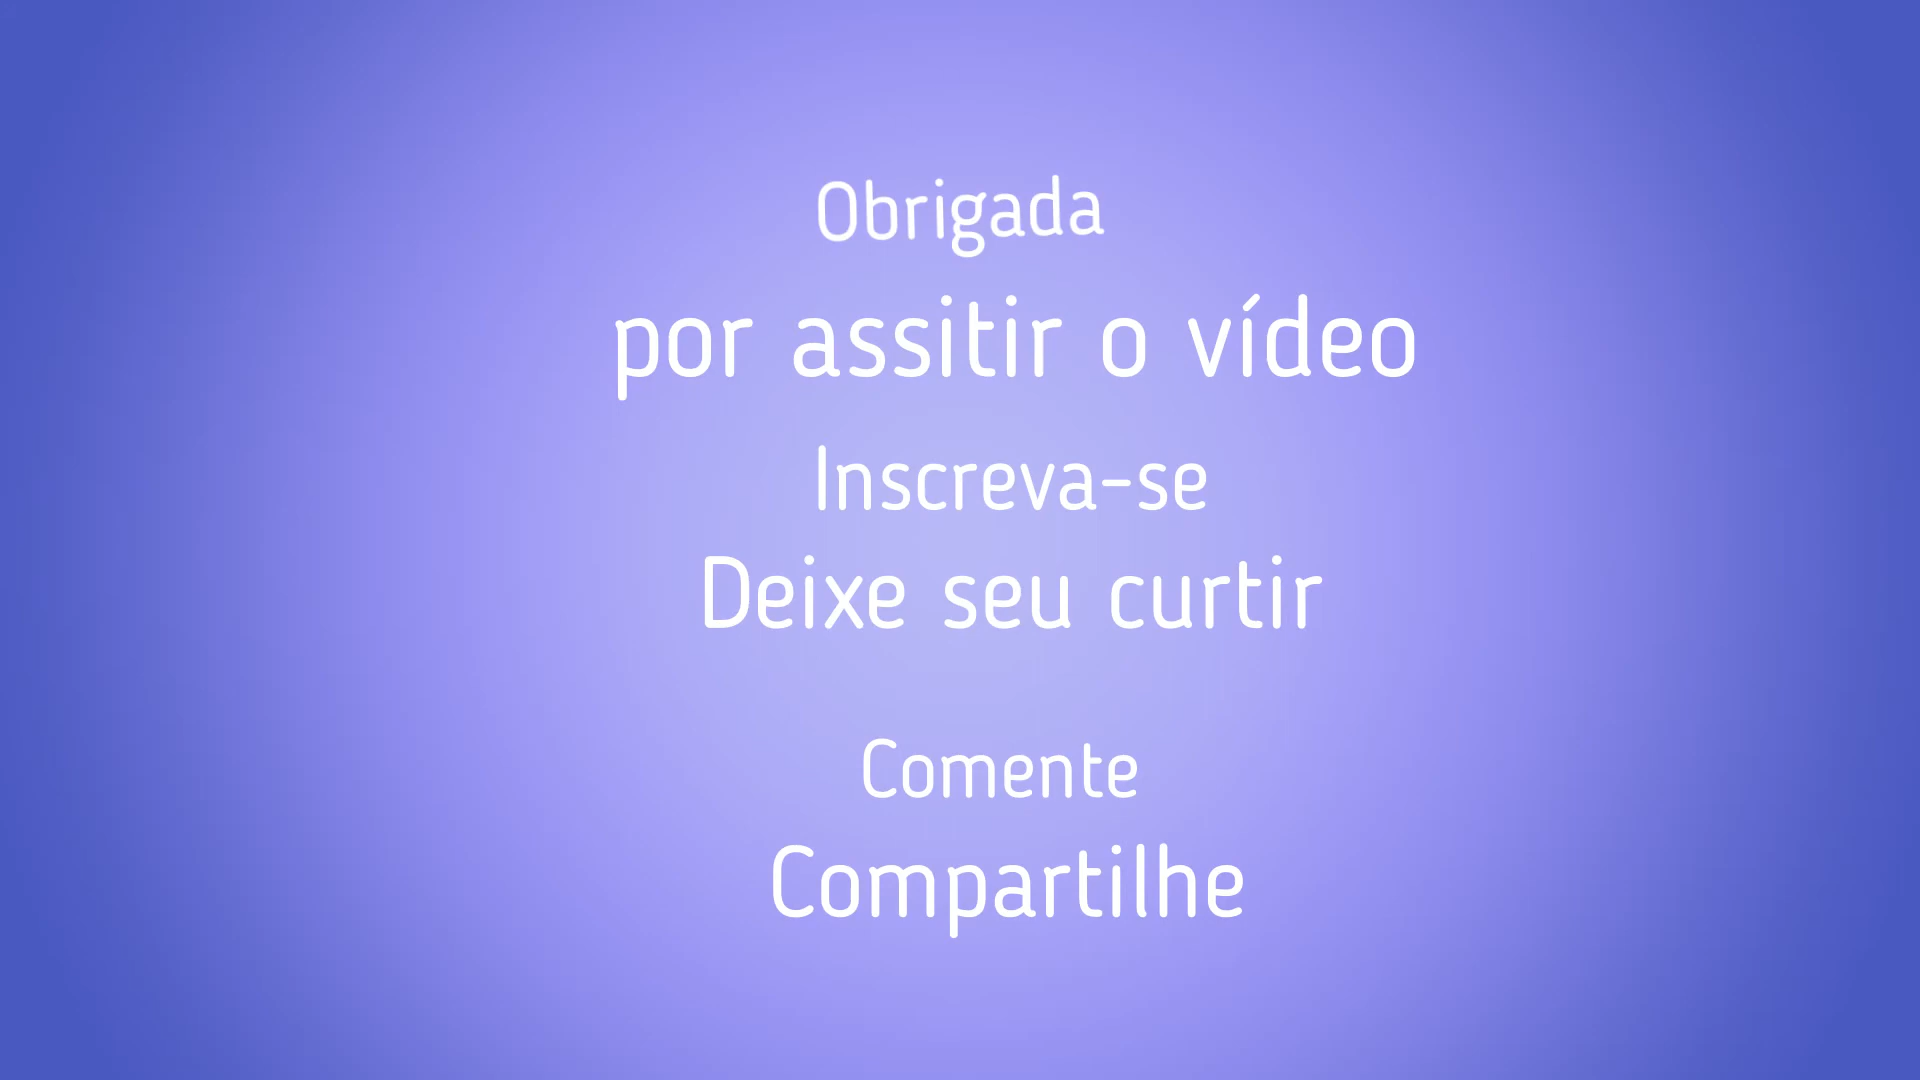 Obrigada
por assitir o vídeo
Inscreva-se
Deixe seu curtir
Comente
Compartilhe